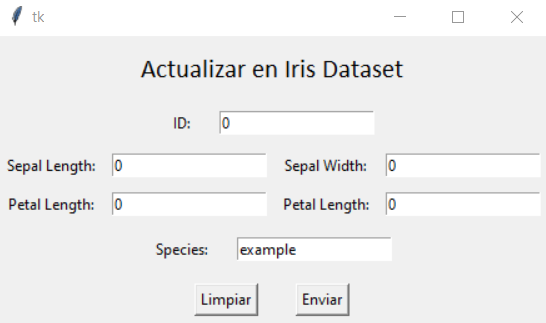 tk
Actualizar en Iris Dataset
ID: 0
Sepal Length: 0 Sepal Width: 0
Petal Length: 0 Petal Length: 0
Species: example
Limpiar Enviar